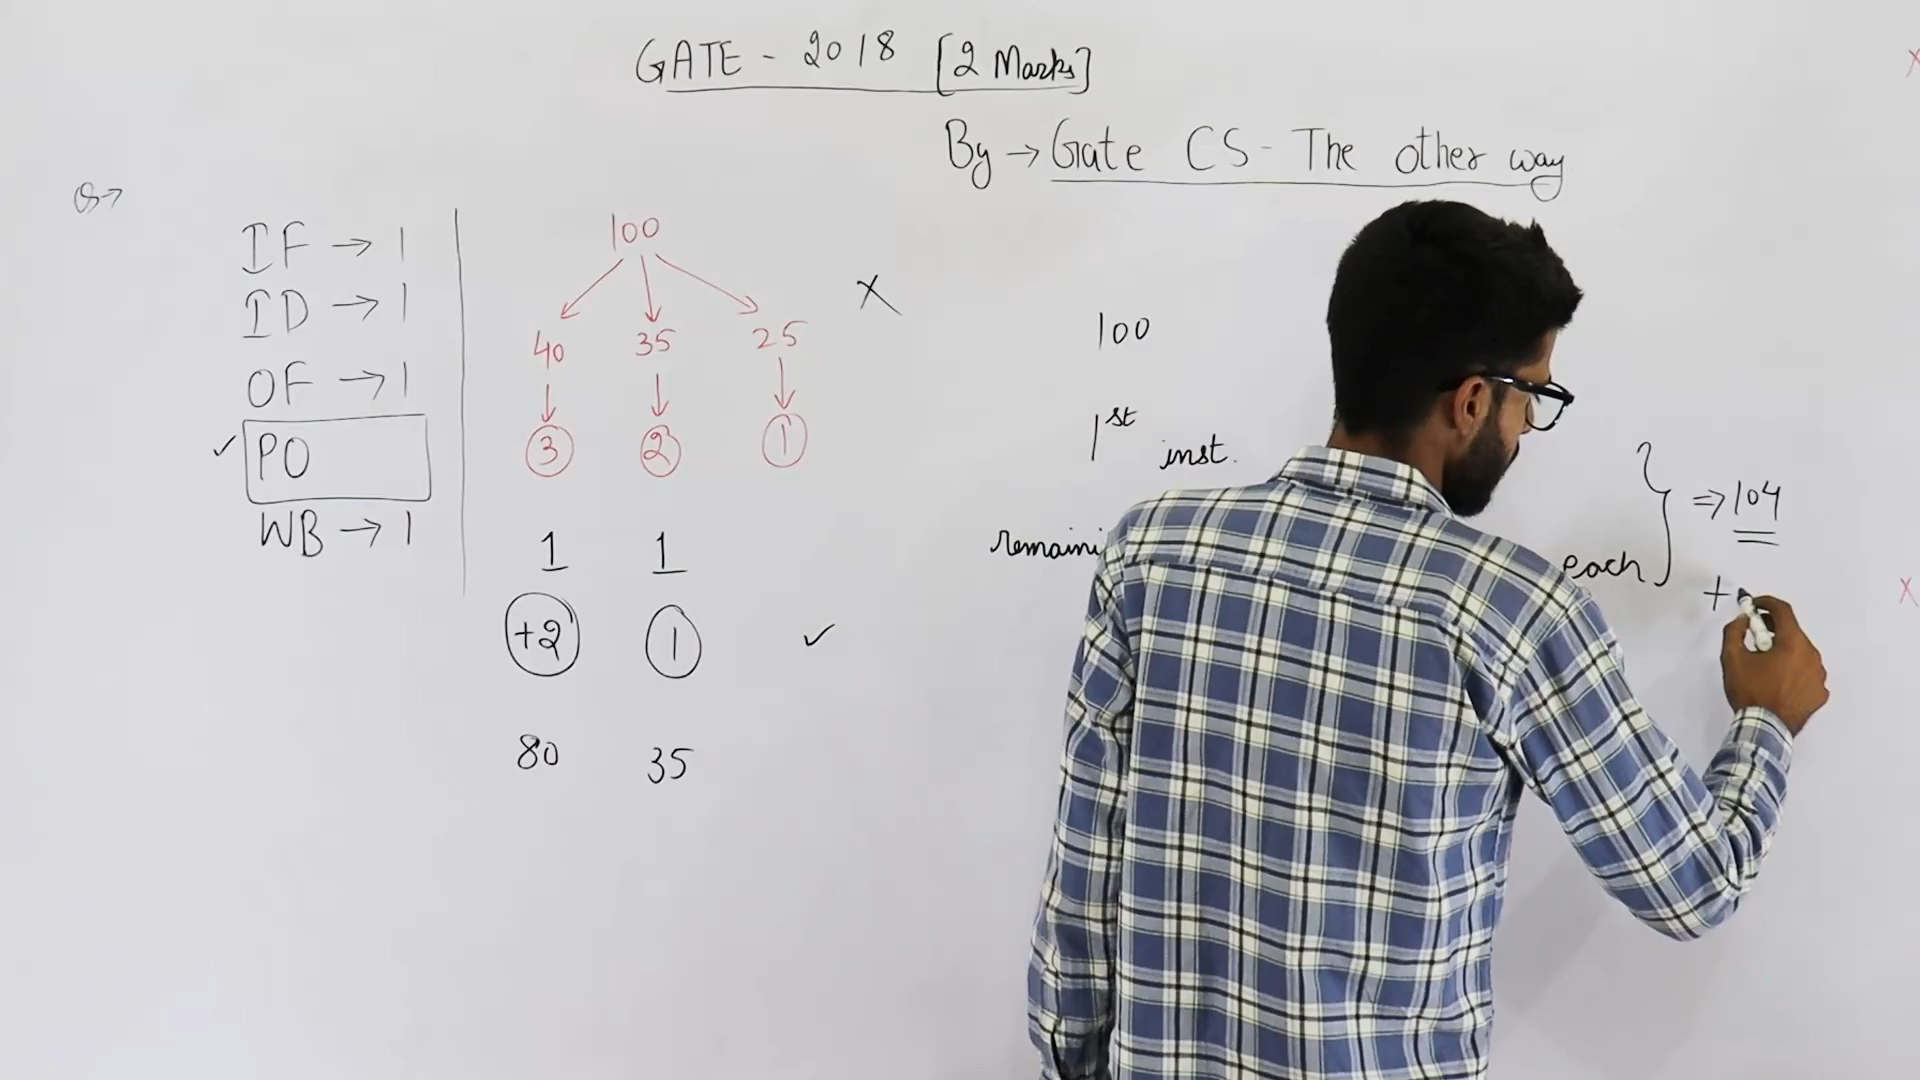 GATE - 2018 [2 Marks]
By → Gate CS - The other way
Q →
IF → 1
ID → 1
OF → 1
✓ PO
WB → 1
100
40 35 25
3 2 1
X
1 1
+2 1 ✓
80 35
100
1st inst.
each
⇒ 104
+
X
X